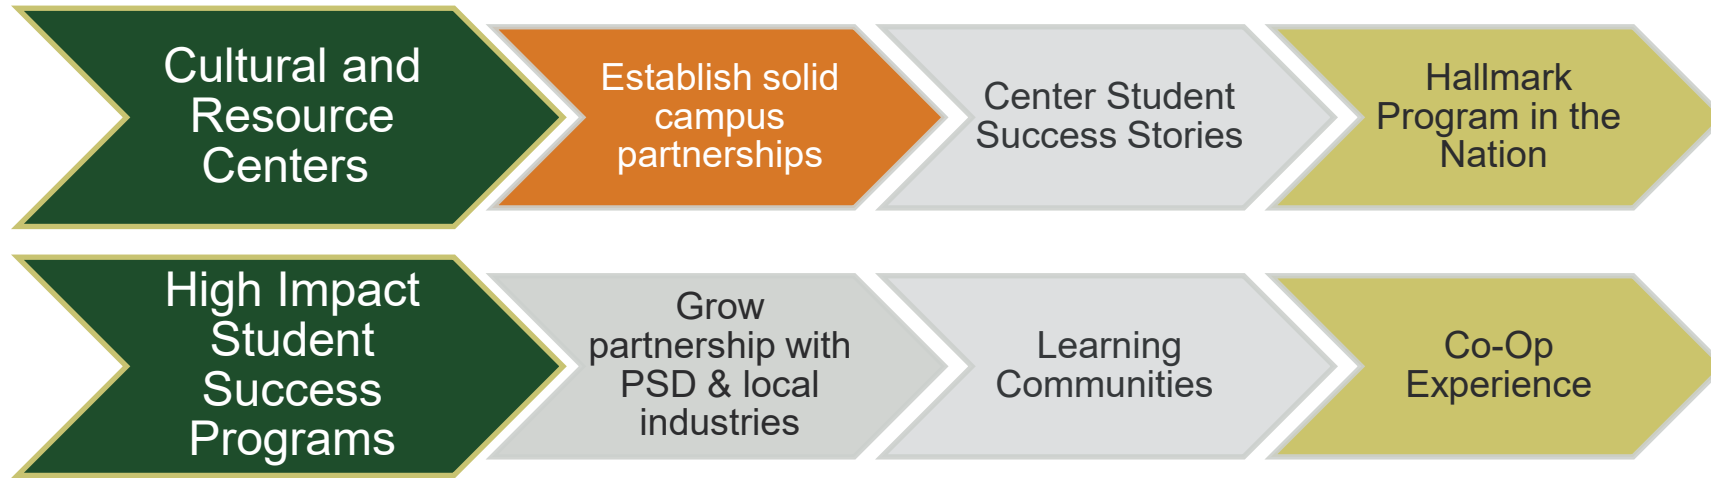 Cultural and
Resource
Centers
Establish solid
campus
partnerships
Center Student
Success Stories
Hallmark
Program in the
Nation
High Impact
Student
Success
Programs
Grow
partnership with
PSD & local
industries
Learning
Communities
Co-Op
Experience